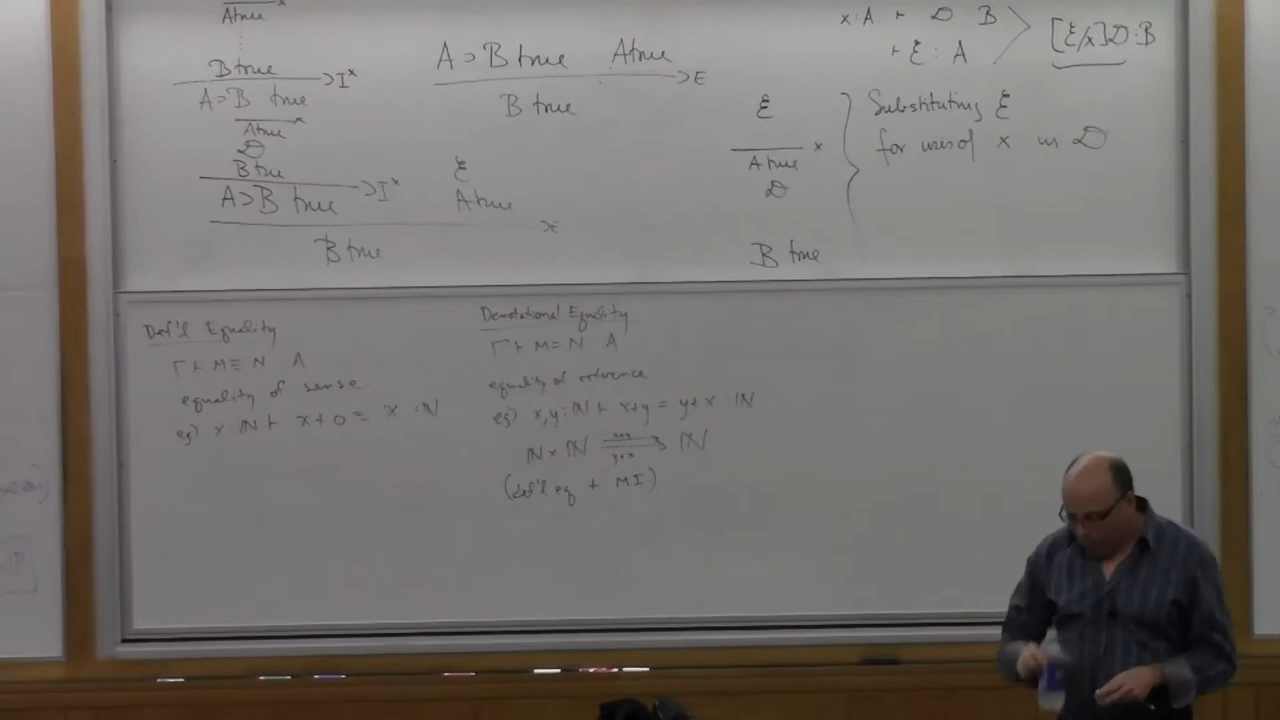 A true x
⋮
B true
⊃I^x
A ⊃ B true
A ⊃ B true   A true
⊃E
B true
x:A ⊢ 𝒟 B
⊢ ℰ : A
[ℰ/x]𝒟:B
A true x
𝒟
B true
⊃I^x
A ⊃ B true
ℰ
A true
⊃E
B true
ℰ
A true x
𝒟
B true
Substituting ℰ
for uses of x in 𝒟
Def'l Equality
Γ ⊢ M ≡ N A
equality of sense
eg) x:ℕ ⊢ x+0 ≡ x :ℕ
Denotational Equality
Γ ⊢ M = N A
equality of reference
eg) x,y:ℕ ⊢ x+y = y+x :ℕ
ℕ × ℕ ⇉ ℕ
x+y
y+x
(def'l eq + MI)